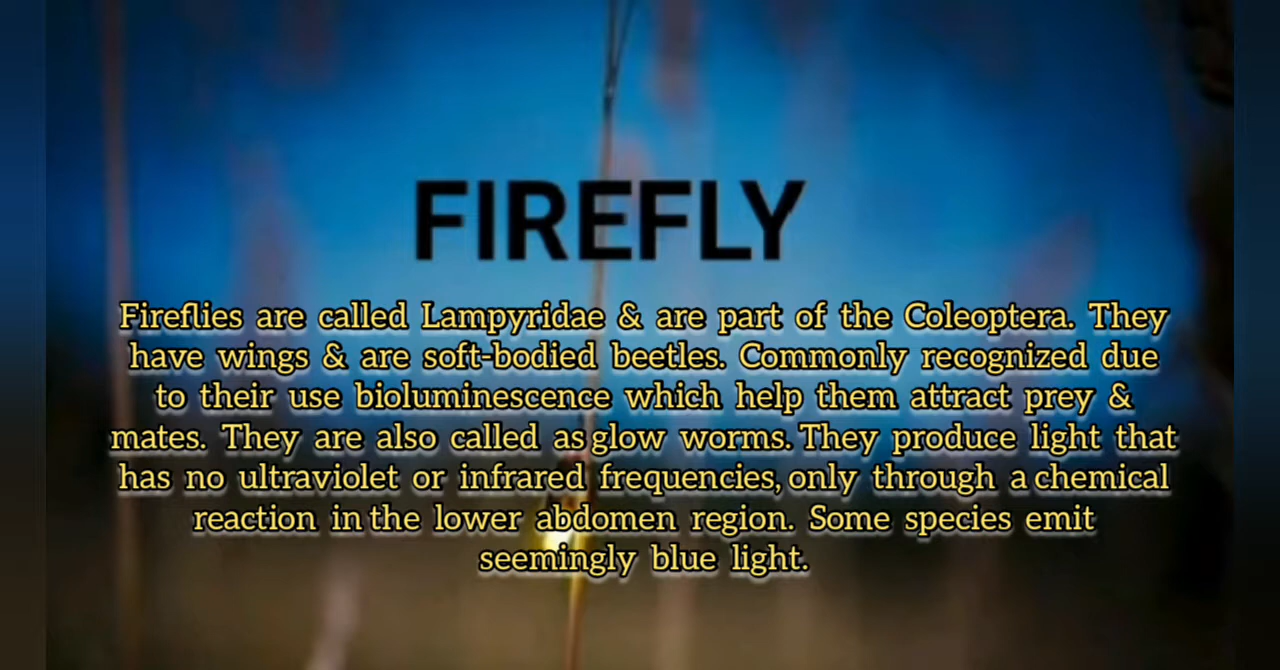 FIREFLY
Fireflies are called Lampyridae & are part of the Coleoptera. They
have wings & are soft-bodied beetles. Commonly recognized due
to their use bioluminescence which help them attract prey &
mates. They are also called as glow worms. They produce light that
has no ultraviolet or infrared frequencies, only through a chemical
reaction in the lower abdomen region. Some species emit
seemingly blue light.